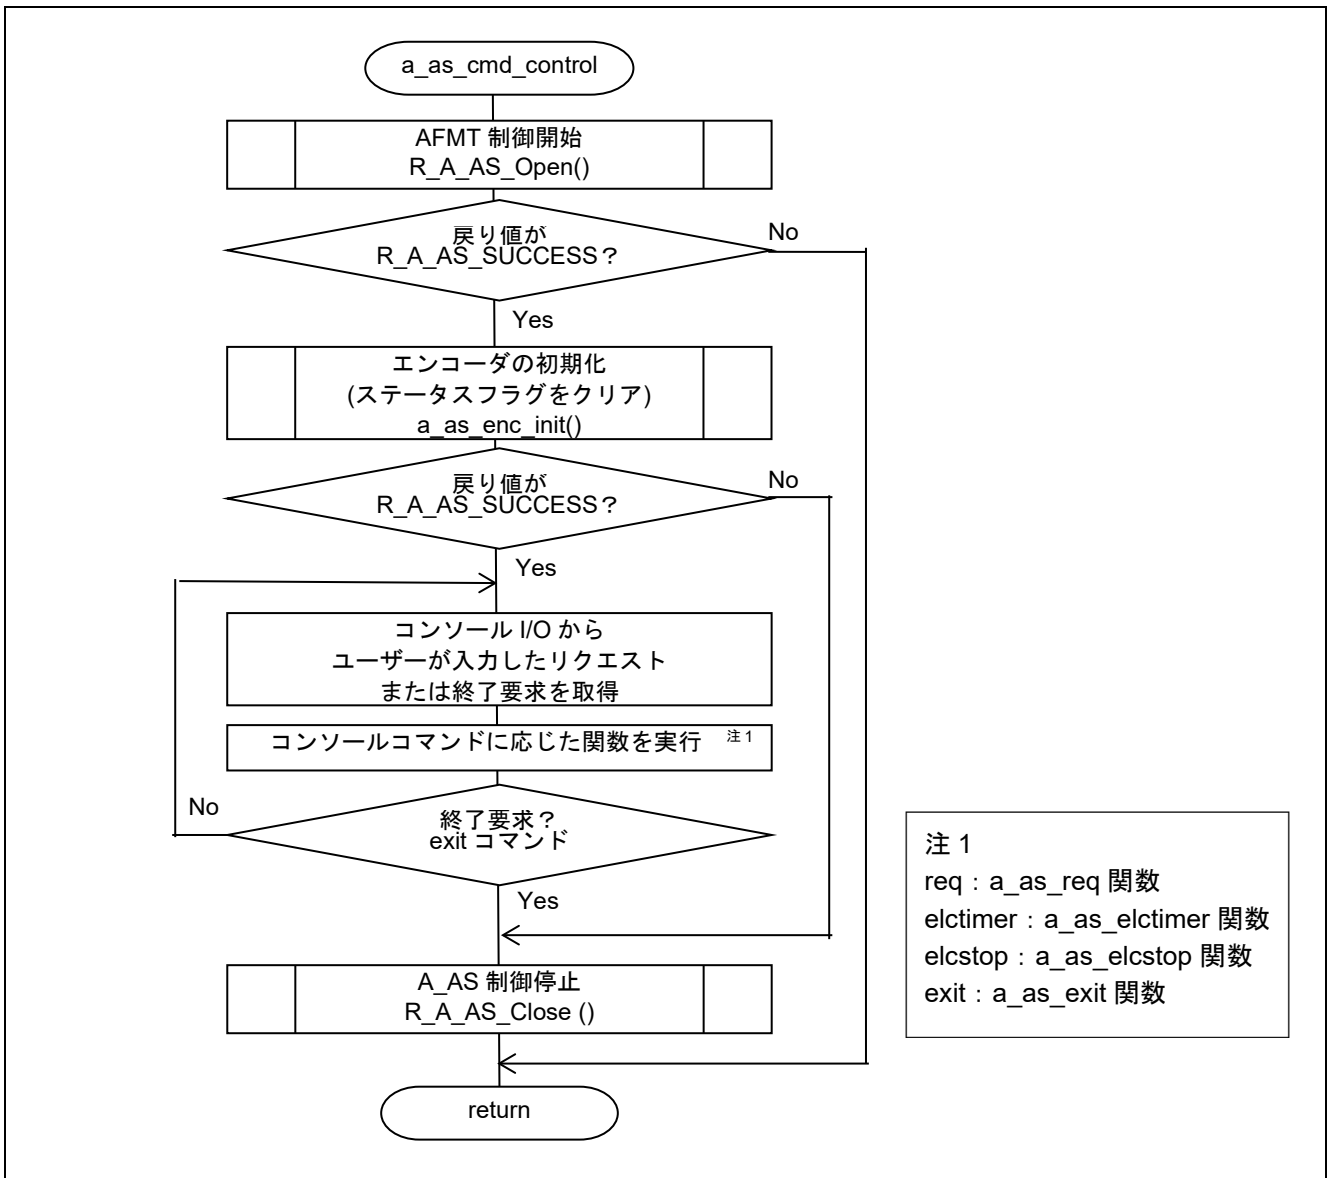 a_as_cmd_control
AFMT 制御開始
R_A_AS_Open()
戻り値が
R_A_AS_SUCCESS？
No
Yes
エンコーダの初期化
(ステータスフラグをクリア)
a_as_enc_init()
戻り値が
R_A_AS_SUCCESS？
No
Yes
コンソール I/O から
ユーザーが入力したリクエスト
または終了要求を取得
コンソールコマンドに応じた関数を実行 注 1
No
終了要求？
exit コマンド
Yes
A_AS 制御停止
R_A_AS_Close ()
return
注 1
req：a_as_req 関数
elctimer：a_as_elctimer 関数
elcstop：a_as_elcstop 関数
exit：a_as_exit 関数